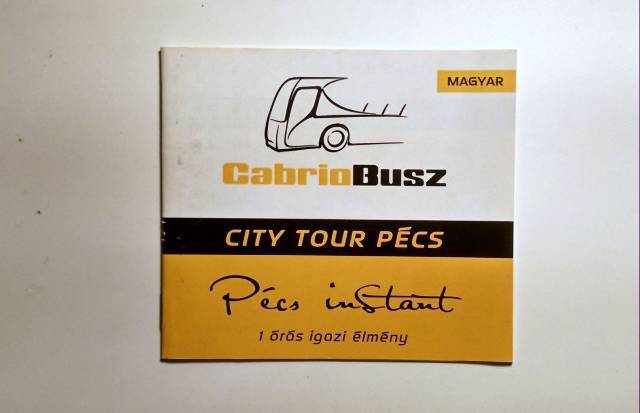 MAGYAR
CabrioBusz
CITY TOUR PÉCS
Pécs inStant
1 órás igazi élmény